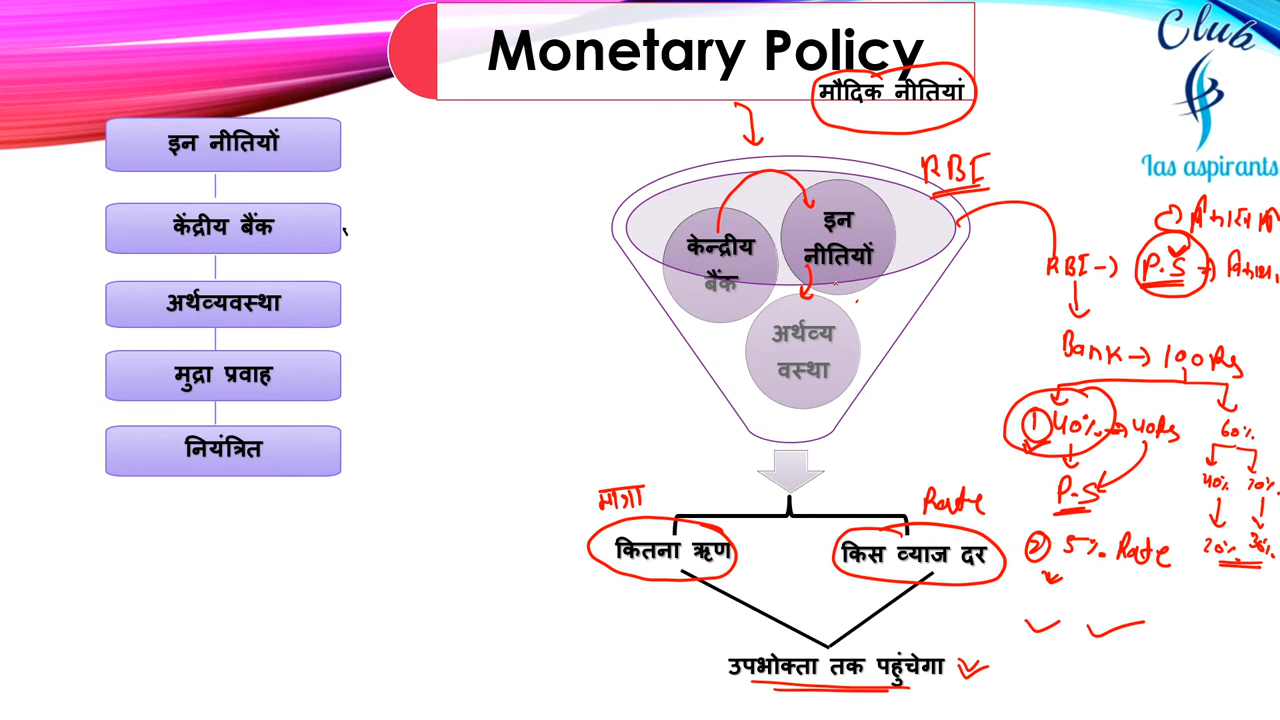 Monetary Policy
मौदिक नीतियां
Club
Ias aspirants
इन नीतियों
केंद्रीय बैंक
अर्थव्यवस्था
मुद्रा प्रवाह
नियंत्रित
RBI
केन्द्रीय
बैंक
इन
नीतियों
अर्थव्य
वस्था
मात्रा
Rate
कितना ऋण
किस व्याज दर
उपभोक्ता तक पहुंचेगा
RBI → P.S →
Bank → 100Rs
① 40% → 40Rs
60%
P.S
40%
20%
② 5% Rate